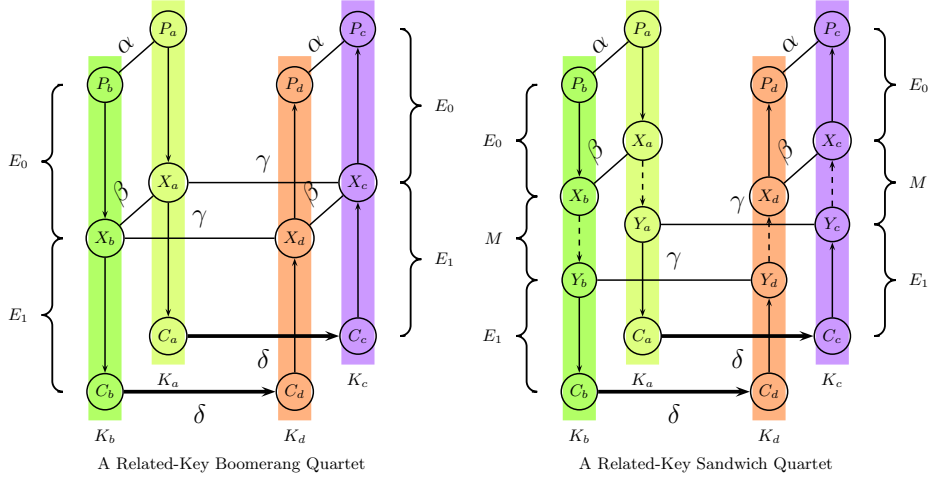 α P_a P_c α P_a P_c
α
P_b P_d P_b α P_d
E_0 E_0
E_0 X_a X_c
E_0 β β
X_a γ X_c M
β γ β X_b γ X_d
X_b X_d Y_a Y_c
M γ
E_1 Y_b Y_d E_1
E_1 C_a C_c E_1 C_a C_c
δ δ
K_a K_c K_a K_c
C_b δ C_d C_b δ C_d
K_b K_d K_b K_d
A Related-Key Boomerang Quartet A Related-Key Sandwich Quartet